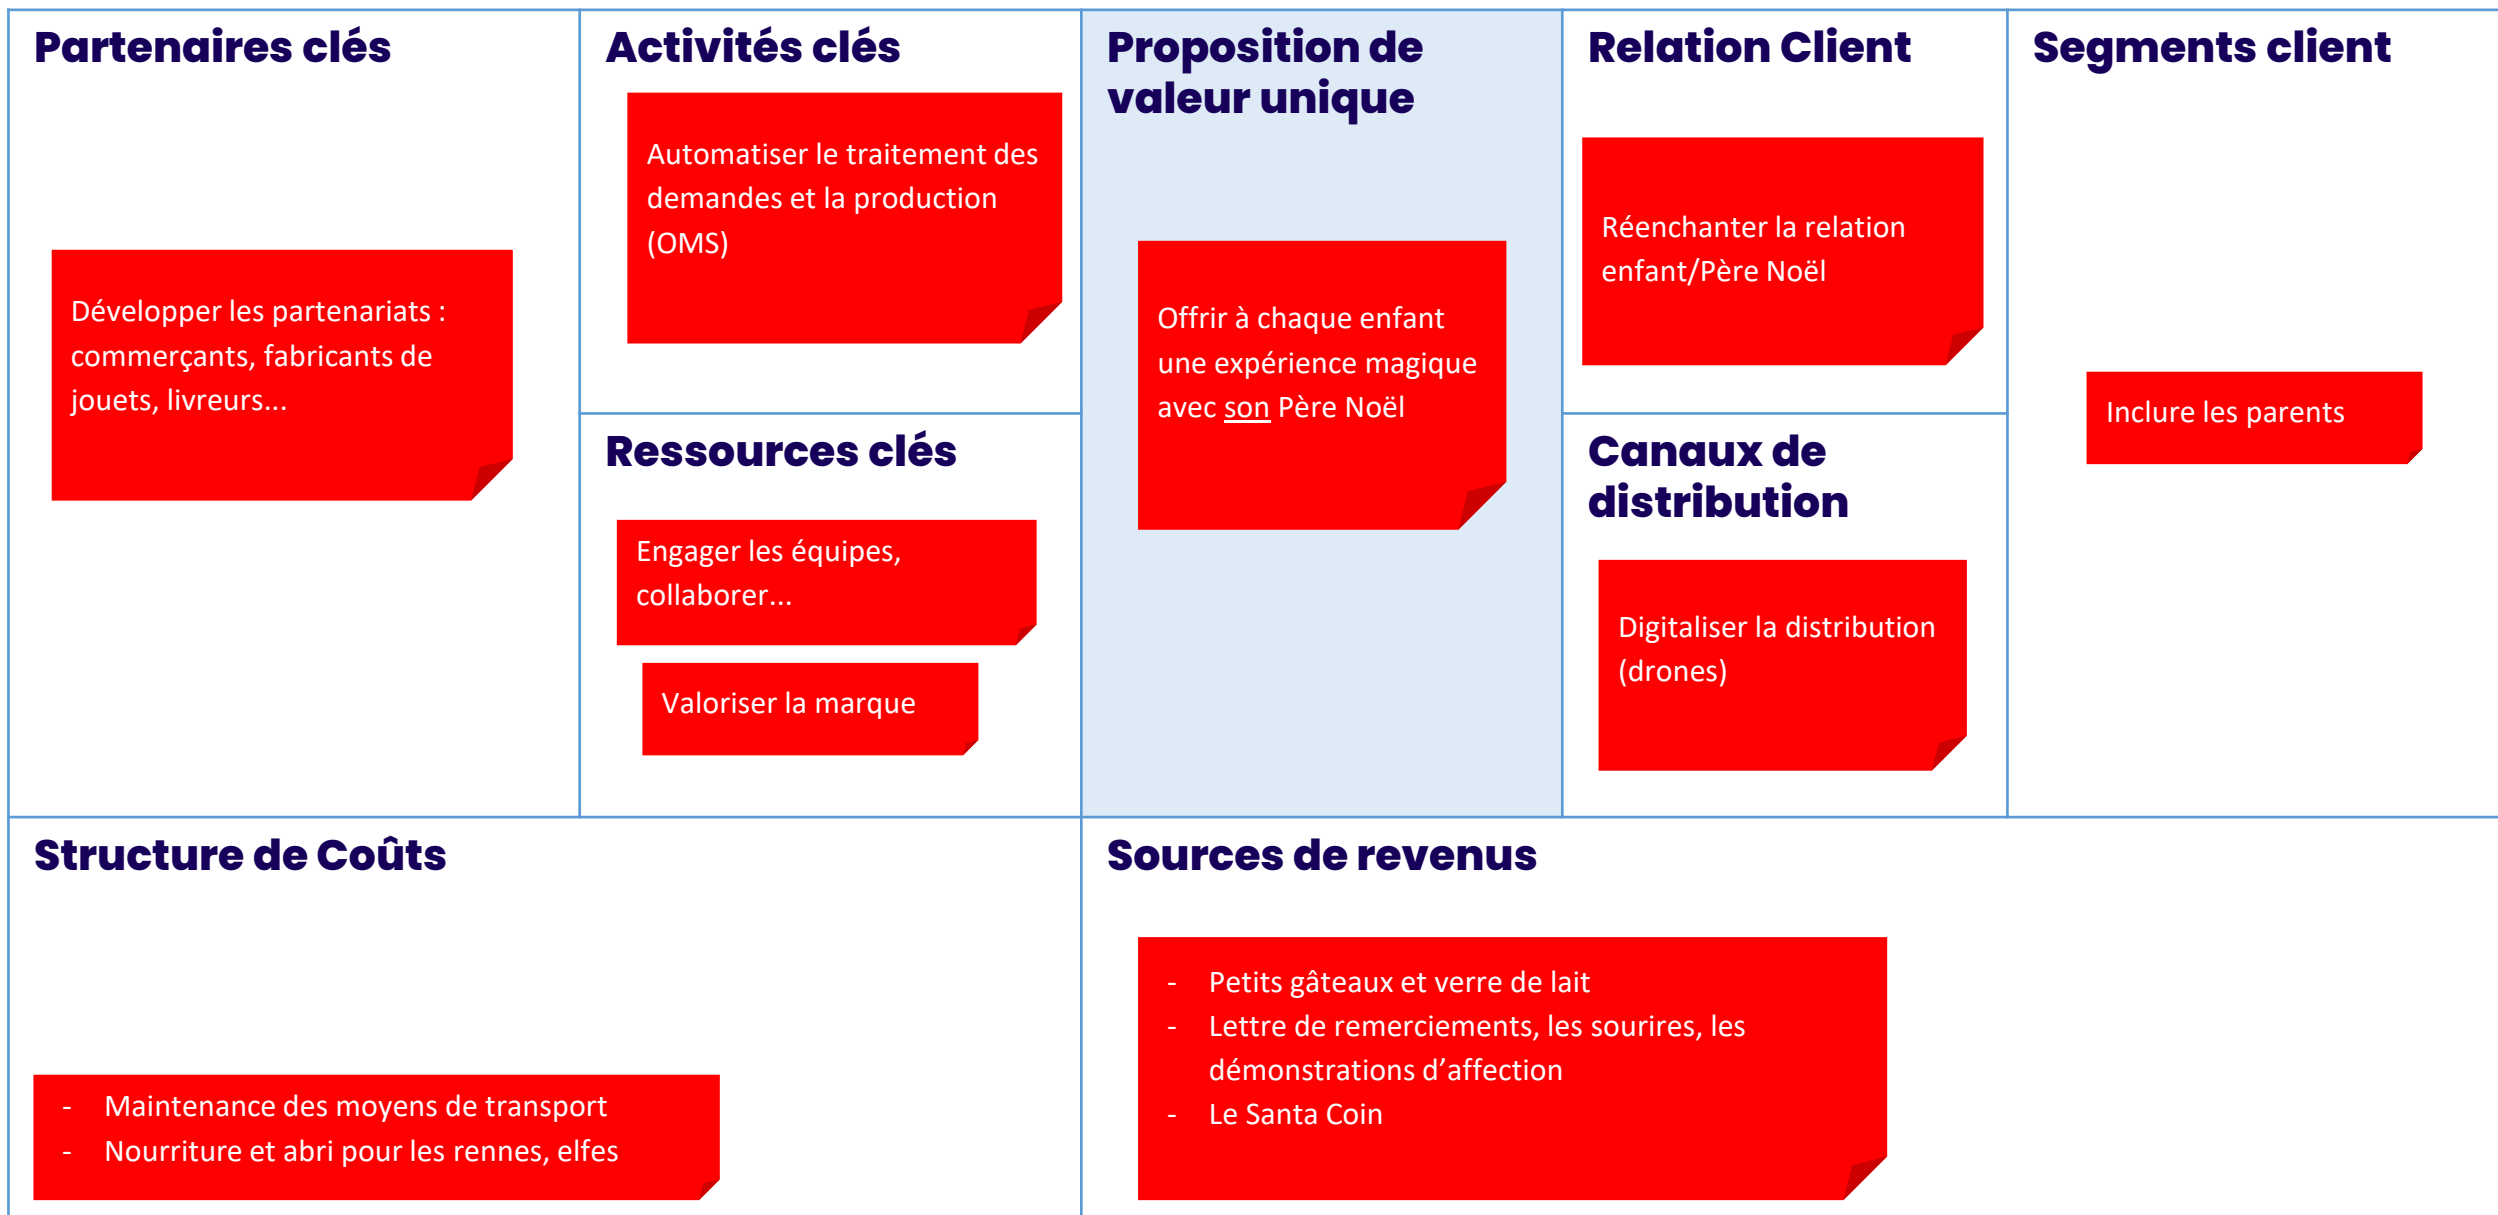 Partenaires clés
Développer les partenariats :
commerçants, fabricants de
jouets, livreurs...
Activités clés
Automatiser le traitement des
demandes et la production
(OMS)
Ressources clés
Engager les équipes,
collaborer...
Valoriser la marque
Proposition de
valeur unique
Offrir à chaque enfant
une expérience magique
avec son Père Noël
Relation Client
Réenchanter la relation
enfant/Père Noël
Canaux de
distribution
Digitaliser la distribution
(drones)
Segments client
Inclure les parents
Structure de Coûts
- Maintenance des moyens de transport
- Nourriture et abri pour les rennes, elfes
Sources de revenus
- Petits gâteaux et verre de lait
- Lettre de remerciements, les sourires, les
démonstrations d’affection
- Le Santa Coin